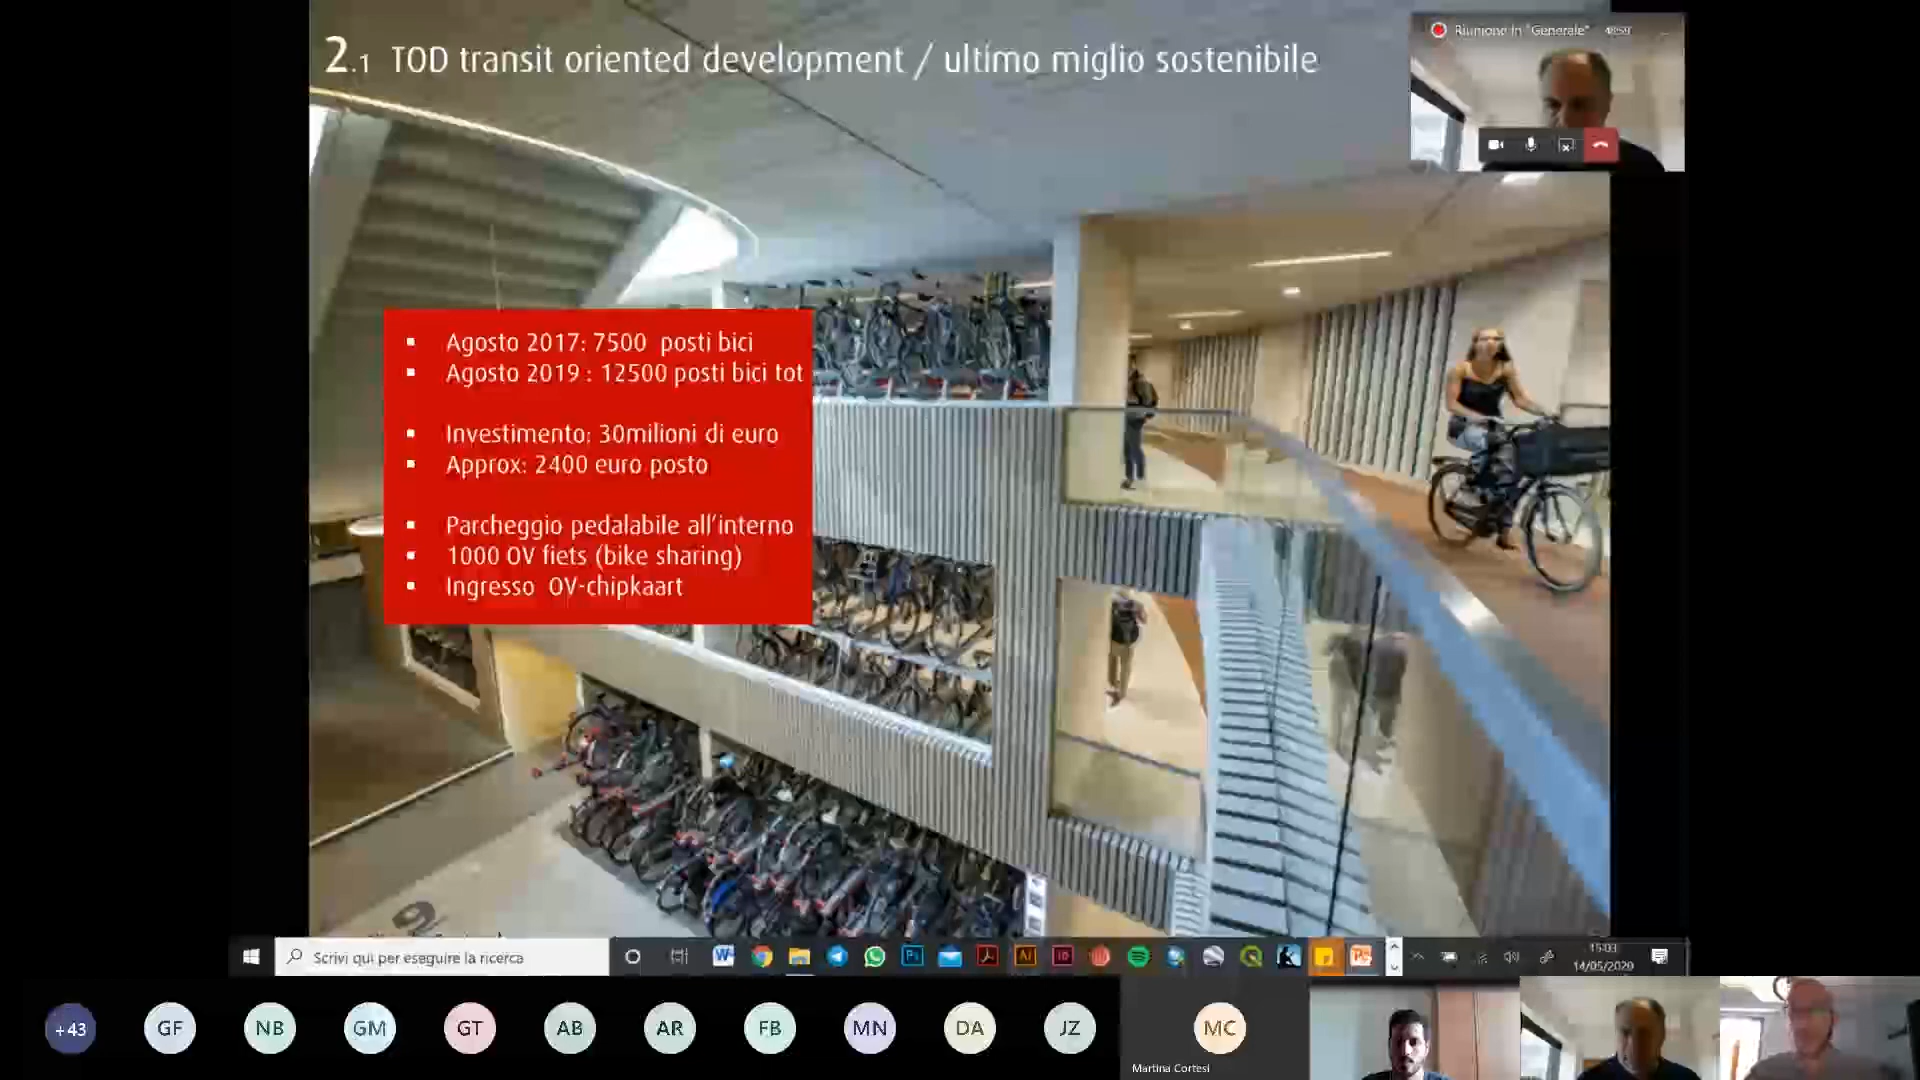 2.1 TOD transit oriented development / ultimo miglio sostenibile
Riunione in "Generale"
Agosto 2017: 7500 posti bici
Agosto 2019 : 12500 posti bici tot
Investimento: 30milioni di euro
Approx: 2400 euro posto
Parcheggio pedalabile all'interno
1000 OV fiets (bike sharing)
Ingresso OV-chipkaart
Scrivi qui per eseguire la ricerca
15:03
14/05/2020
+43
GF
NB
GM
GT
AB
AR
FB
MN
DA
JZ
MC
Martina Cortesi